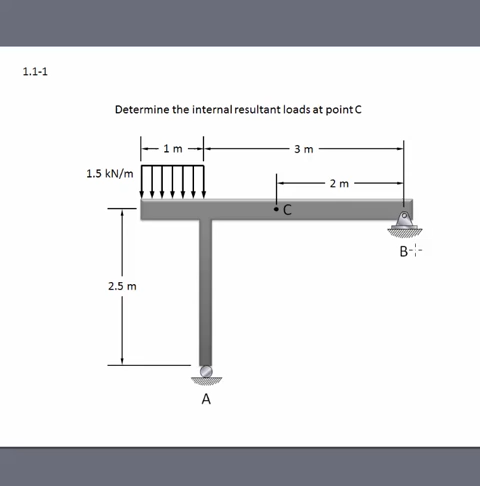 1.1-1
Determine the internal resultant loads at point C
1 m
3 m
1.5 kN/m
2 m
C
B
2.5 m
A